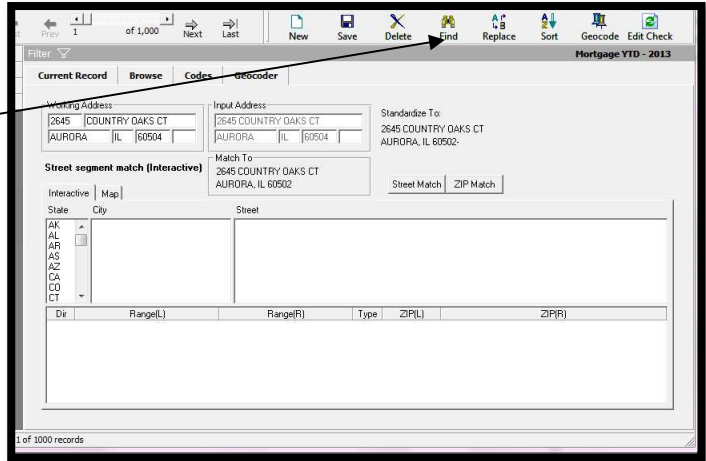 Prev 1 of 1,000 Next Last New Save Delete Find Replace Sort Geocode Edit Check
Filter Mortgage YTD - 2013
Current Record Browse Codes Geocoder
Working Address Input Address
2645 COUNTRY OAKS CT 2645 COUNTRY OAKS CT Standardize To:
AURORA IL 60504 AURORA IL 60504 2645 COUNTRY OAKS CT
AURORA, IL 60502-
Street segment match (Interactive) Match To
2645 COUNTRY OAKS CT
AURORA, IL 60502 Street Match ZIP Match
Interactive Map
State City Street
AK
AL
AR
AS
AZ
CA
CO
CT
Dir Range(L) Range(R) Type ZIP(L) ZIP(R)
1 of 1000 records